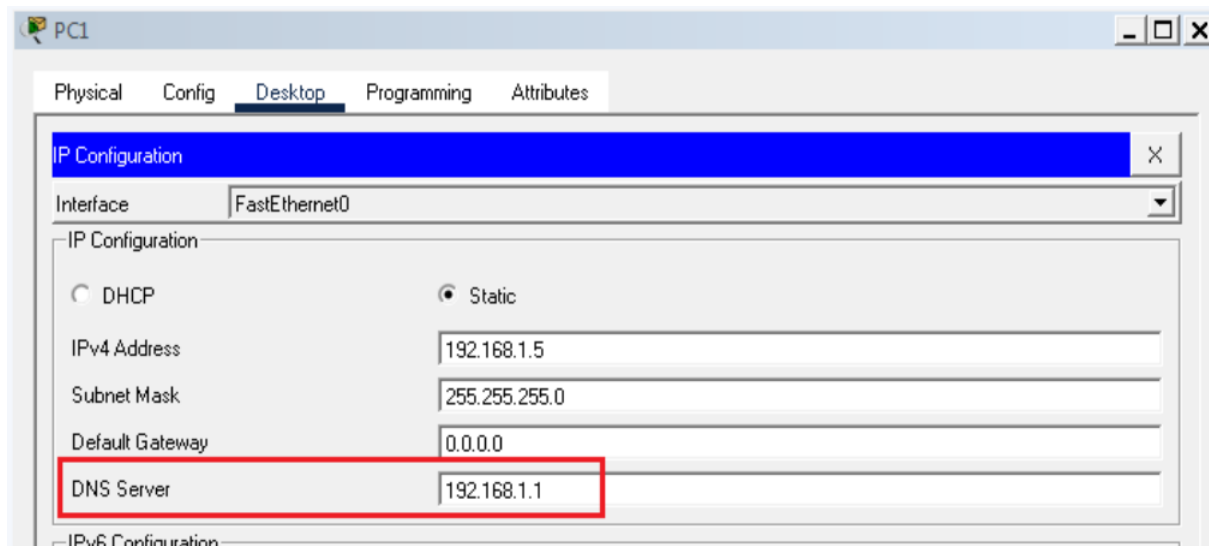 PC1
Physical Config Desktop Programming Attributes
IP Configuration X
Interface FastEthernet0
IP Configuration
DHCP Static
IPv4 Address 192.168.1.5
Subnet Mask 255.255.255.0
Default Gateway 0.0.0.0
DNS Server 192.168.1.1
IPv6 Configuration